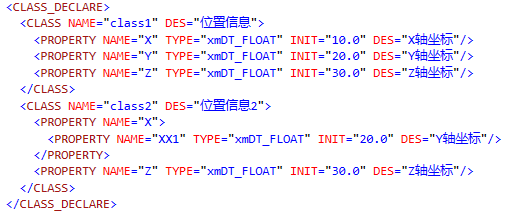 <CLASS_DECLARE>
<CLASS NAME="class1" DES="位置信息">
<PROPERTY NAME="X" TYPE="xmDT_FLOAT" INIT="10.0" DES="X轴坐标"/>
<PROPERTY NAME="Y" TYPE="xmDT_FLOAT" INIT="20.0" DES="Y轴坐标"/>
<PROPERTY NAME="Z" TYPE="xmDT_FLOAT" INIT="30.0" DES="Z轴坐标"/>
</CLASS>
<CLASS NAME="class2" DES="位置信息2">
<PROPERTY NAME="X">
<PROPERTY NAME="XX1" TYPE="xmDT_FLOAT" INIT="20.0" DES="Y轴坐标"/>
</PROPERTY>
<PROPERTY NAME="Z" TYPE="xmDT_FLOAT" INIT="30.0" DES="Z轴坐标"/>
</CLASS>
</CLASS_DECLARE>